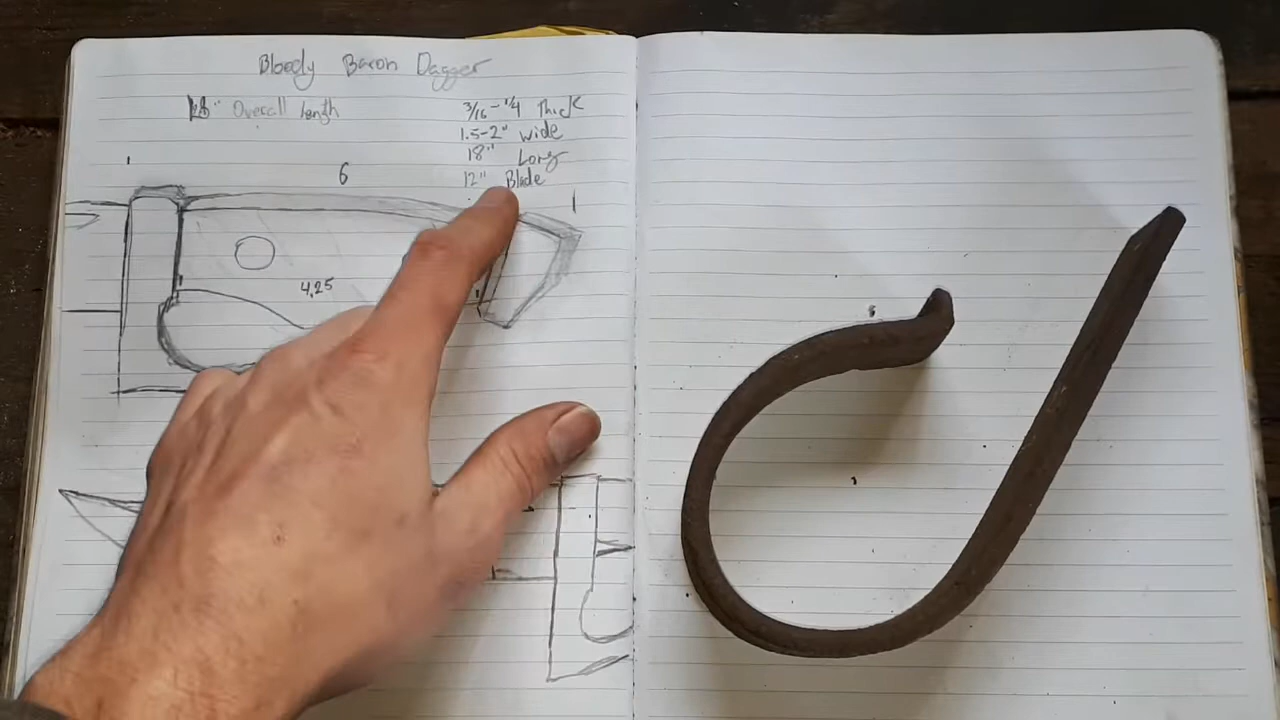 Bloody Baron Dagger
18" Overall length
3/16 - 1/4 Thick
1.5-2" wide
18" Long
12" Blade
6
4.25